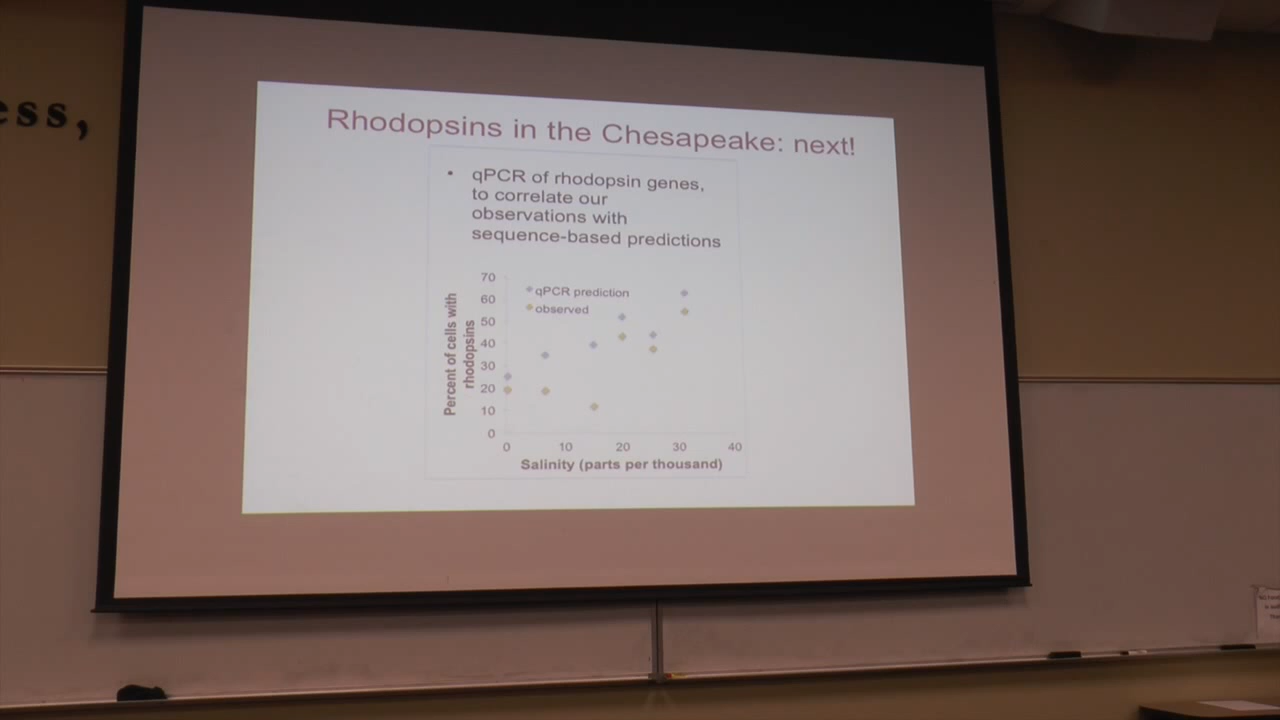 ess,
Rhodopsins in the Chesapeake: next!
• qPCR of rhodopsin genes,
to correlate our
observations with
sequence-based predictions
70
60
50
40
30
20
10
0
qPCR prediction
observed
Percent of cells with
rhodopsins
0 10 20 30 40
Salinity (parts per thousand)